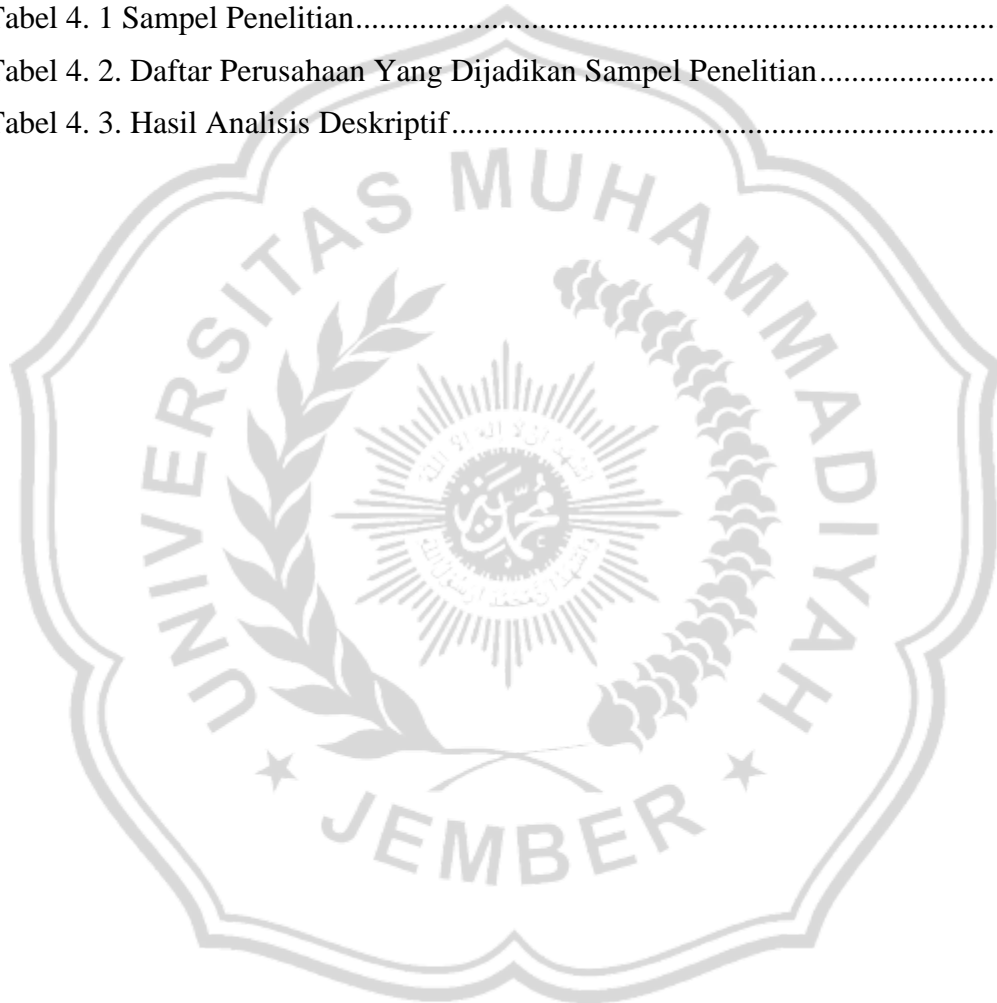 Tabel 4. 1 Sampel Penelitian................................................................................
Tabel 4. 2. Daftar Perusahaan Yang Dijadikan Sampel Penelitian......................
Tabel 4. 3. Hasil Analisis Deskriptif....................................................................
UNIVERSITAS MUHAMMADIYAH
JEMBER